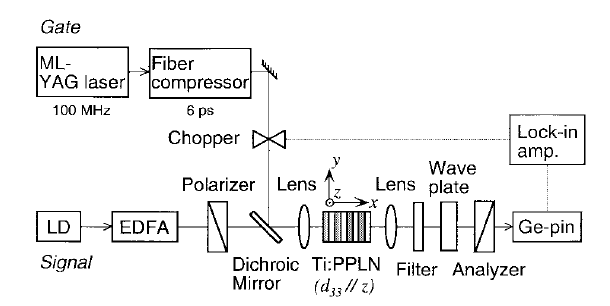 Gate
ML-
YAG laser
Fiber
compressor
100 MHz
6 ps
Chopper
Lock-in
amp.
Polarizer
Lens
y
z
x
Lens
Wave
plate
LD
EDFA
Ge-pin
Signal
Dichroic
Mirror
Ti:PPLN
(d33 // z)
Filter
Analyzer